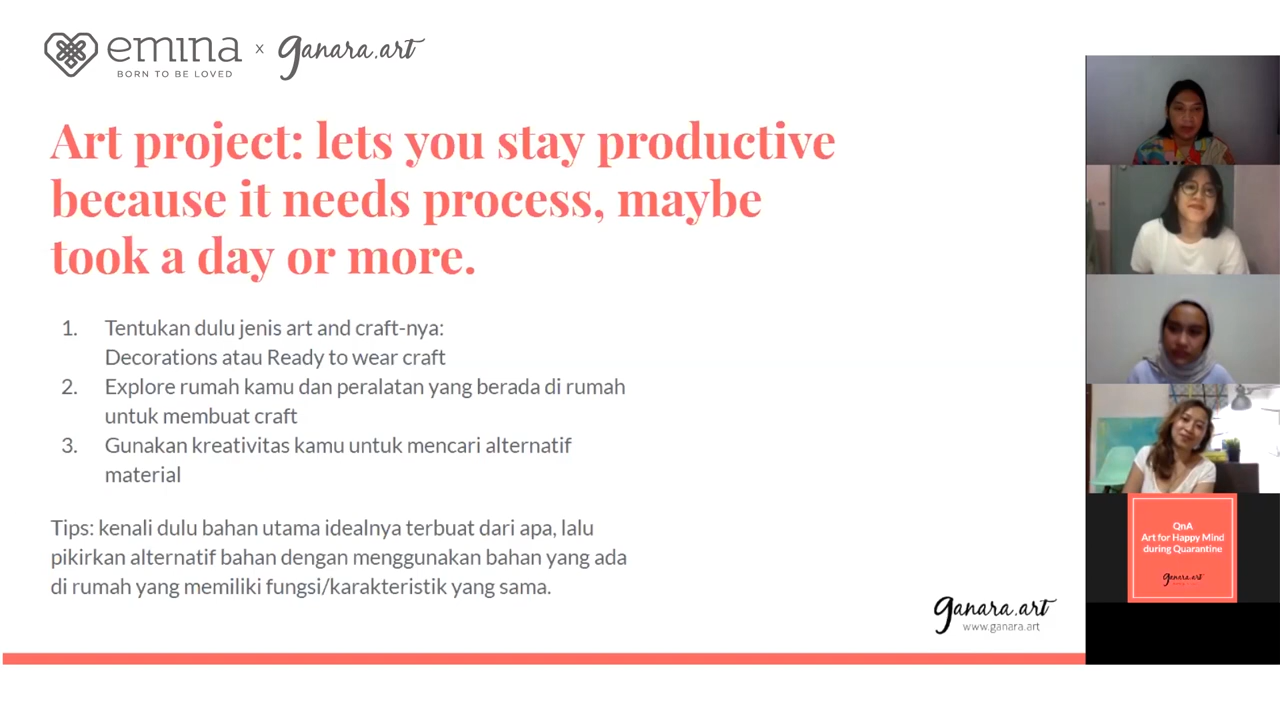 emina x ganara.art
BORN TO BE LOVED
Art project: lets you stay productive
because it needs process, maybe
took a day or more.
1. Tentukan dulu jenis art and craft-nya:
Decorations atau Ready to wear craft
2. Explore rumah kamu dan peralatan yang berada di rumah
untuk membuat craft
3. Gunakan kreativitas kamu untuk mencari alternatif
material
Tips: kenali dulu bahan utama idealnya terbuat dari apa, lalu
pikirkan alternatif bahan dengan menggunakan bahan yang ada
di rumah yang memiliki fungsi/karakteristik yang sama.
ganara.art
www.ganara.art
QnA
Art for Happy Mind
during Quarantine
ganara.art